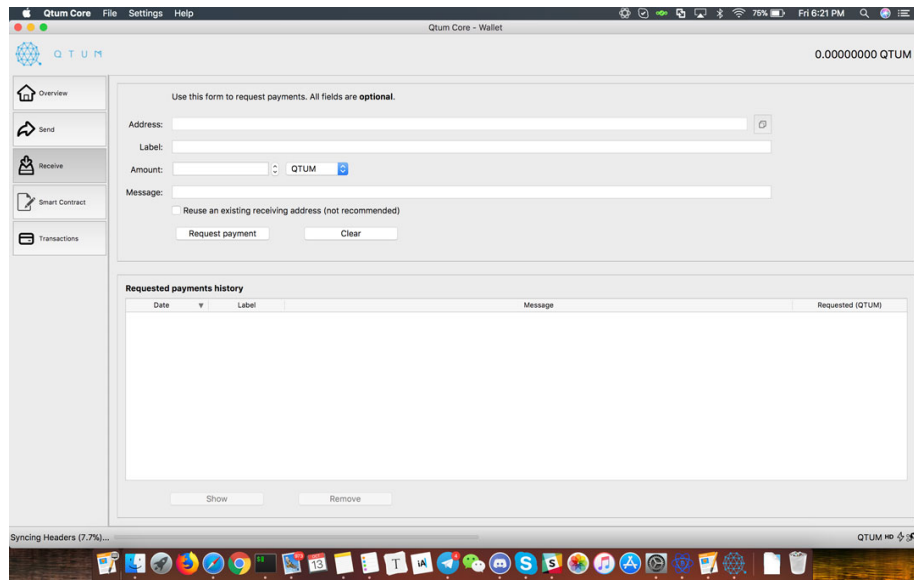 Qtum Core File Settings Help 75% Fri 6:21 PM
Qtum Core - Wallet
QTUM 0.00000000 QTUM
Overview
Send
Receive
Smart Contract
Transactions
Use this form to request payments. All fields are optional.
Address:
Label:
Amount: QTUM
Message:
Reuse an existing receiving address (not recommended)
Request payment Clear
Requested payments history
Date Label Message Requested (QTUM)
Show Remove
Syncing Headers (7.7%)... QTUM HD
13 T iA S S